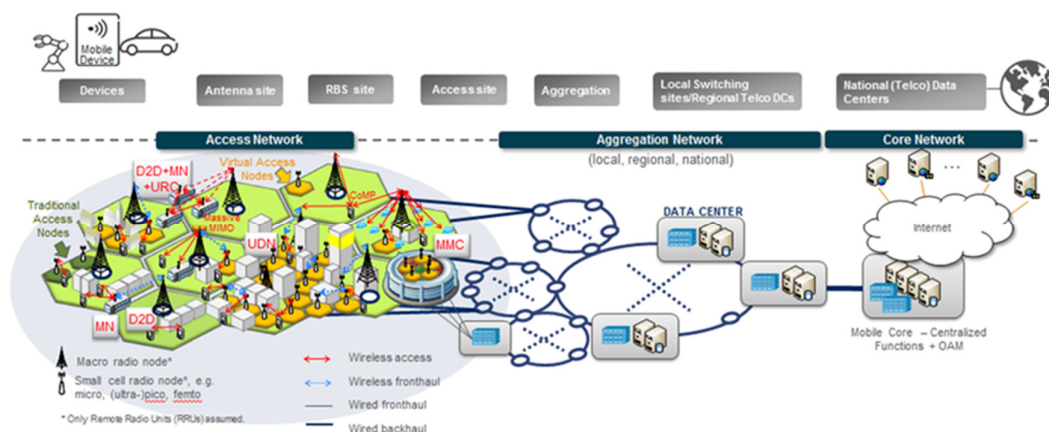 Mobile
Device
Devices
Antenna site
RBS site
Access site
Aggregation
Local Switching
sites/Regional Telco DCs
National (Telco) Data
Centers
Access Network
Aggregation Network
Core Network
(local, regional, national)
D2D+MN
+URC
Virtual Access
Nodes
CoMP
Traditional
Access
Nodes
Massive
MIMO
UDN
MMC
DATA CENTER
Internet
MN
D2D
Mobile Core – Centralized
Functions + OAM
Macro radio node*
Small cell radio node*, e.g.
micro, (ultra-)pico, femto
* Only Remote Radio Units (RRUs) assumed.
Wireless access
Wireless fronthaul
Wired fronthaul
Wired backhaul